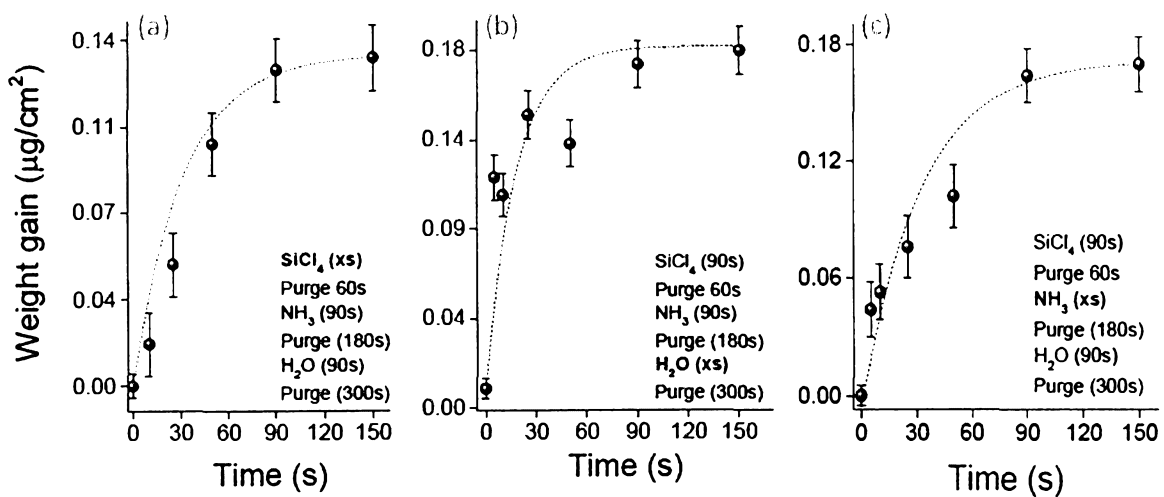 (a)
Weight gain (μg/cm²)
0.14
0.11
0.07
0.04
0.00
SiCl₄ (xs)
Purge 60s
NH₃ (90s)
Purge (180s)
H₂O (90s)
Purge (300s)
0 30 60 90 120 150
Time (s)
(b)
0.18
0.14
0.09
0.04
0.00
SiCl₄ (90s)
Purge 60s
NH₃ (90s)
Purge (180s)
H₂O (xs)
Purge (300s)
0 30 60 90 120 150
Time (s)
(c)
0.18
0.12
0.06
0.00
SiCl₄ (90s)
Purge 60s
NH₃ (xs)
Purge (180s)
H₂O (90s)
Purge (300s)
0 30 60 90 120 150
Time (s)